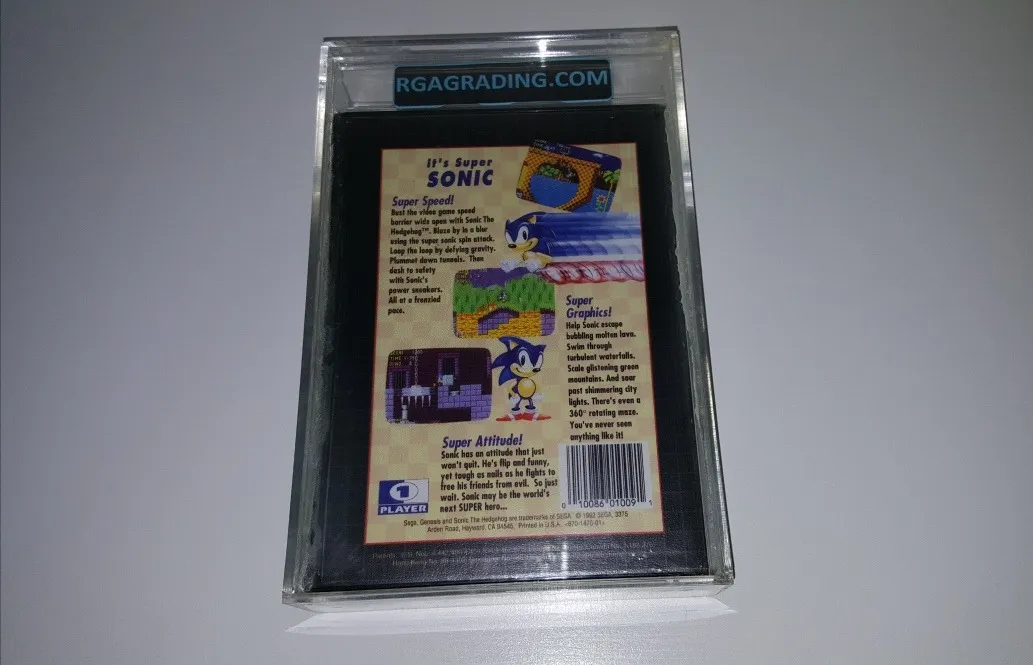 RGAGRADING.COM
It's Super
SONIC
Super Speed!
Bust the video game speed
barrier wide open with Sonic The
Hedgehog™. Blaze by in a blur
using the super sonic spin attack.
Loop the loop by defying gravity.
Plummet down tunnels. Then
dash to safety
with Sonic's
power sneakers.
All at a frenzied
pace.
Super
Graphics!
Help Sonic escape
bubbling molten lava.
Swim through
turbulent waterfalls.
Scale glistening green
mountains. And soar
past shimmering city
lights. There's even a
360° rotating maze.
You've never seen
anything like it!
Super Attitude!
Sonic has an attitude that just
won't quit. He's flip and funny,
yet tough as nails as he fights to
free his friends from evil. So just
wait. Sonic may be the world's
next SUPER hero...
1
PLAYER
0 10086 01009 1
Sega, Genesis and Sonic The Hedgehog are trademarks of SEGA. © 1992 SEGA, 3375
Arden Road, Hayward, CA 94545. Printed in U.S.A.